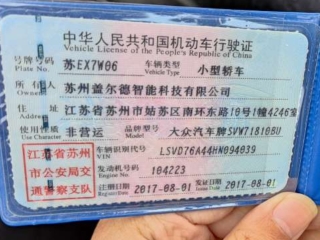 中华人民共和国机动车行驶证
Vehicle License of the People's Republic of China
号牌号码 苏EX7W06 车辆类型 小型轿车
Plate No. Vehicle Type
所有人 苏州盖尔德智能科技有限公司
Owner
住址 江苏省苏州市姑苏区南环东路10号1幢4246室
Address
使用性质 非营运 品牌型号 大众汽车牌SVW71810BU
Use Character Model
江苏省苏州市公安局交通警察支队
车辆识别代号 LSVD76A44HN094039
VIN
发动机号码 104223
Engine No.
注册日期 2017-08-01 发证日期 2017-08-01
Register Date Issue Date